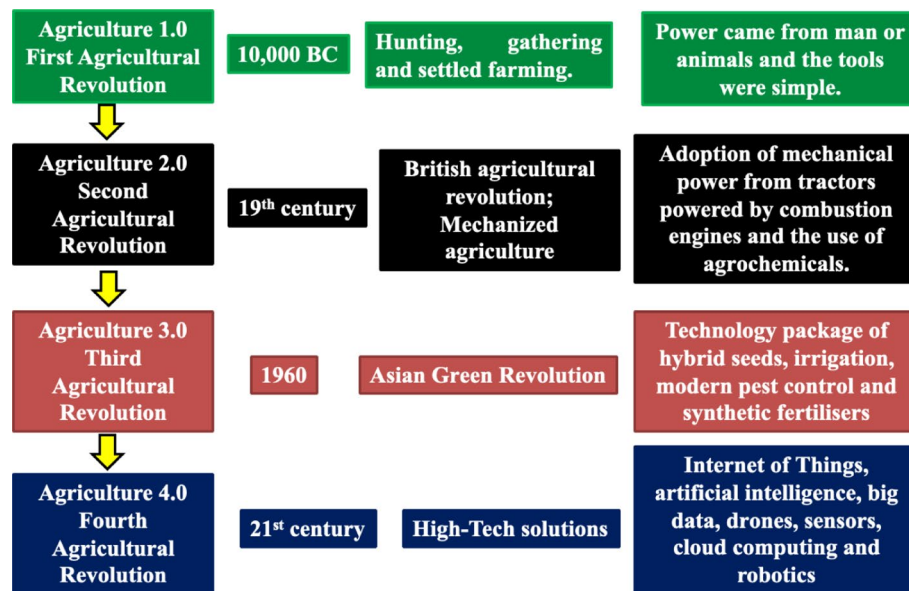 Agriculture 1.0
First Agricultural
Revolution
10,000 BC
Hunting, gathering
and settled farming.
Power came from man or
animals and the tools
were simple.
Agriculture 2.0
Second
Agricultural
Revolution
19th century
British agricultural
revolution;
Mechanized
agriculture
Adoption of mechanical
power from tractors
powered by combustion
engines and the use of
agrochemicals.
Agriculture 3.0
Third
Agricultural
Revolution
1960
Asian Green Revolution
Technology package of
hybrid seeds, irrigation,
modern pest control and
synthetic fertilisers
Agriculture 4.0
Fourth
Agricultural
Revolution
21st century
High-Tech solutions
Internet of Things,
artificial intelligence, big
data, drones, sensors,
cloud computing and
robotics